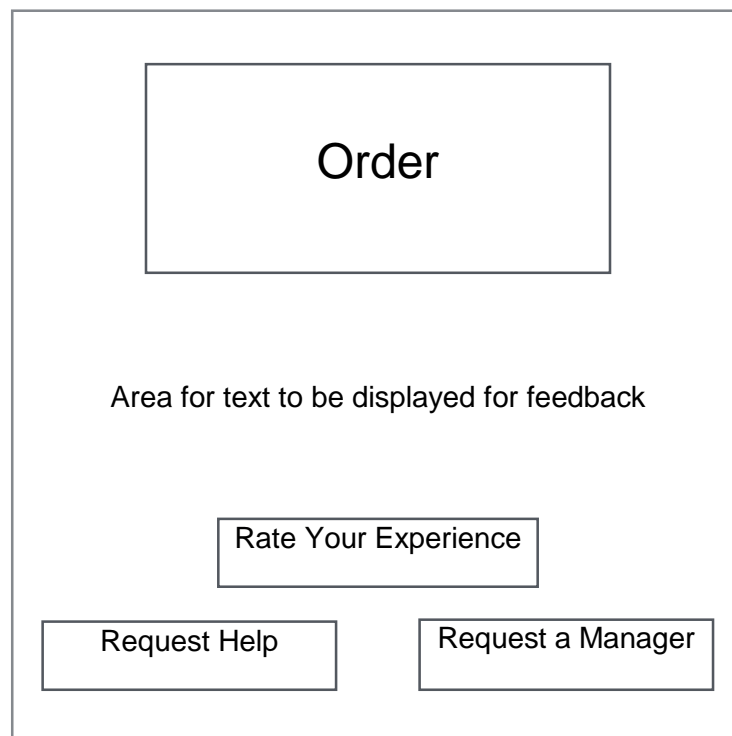 Order
Area for text to be displayed for feedback
Rate Your Experience
Request Help
Request a Manager